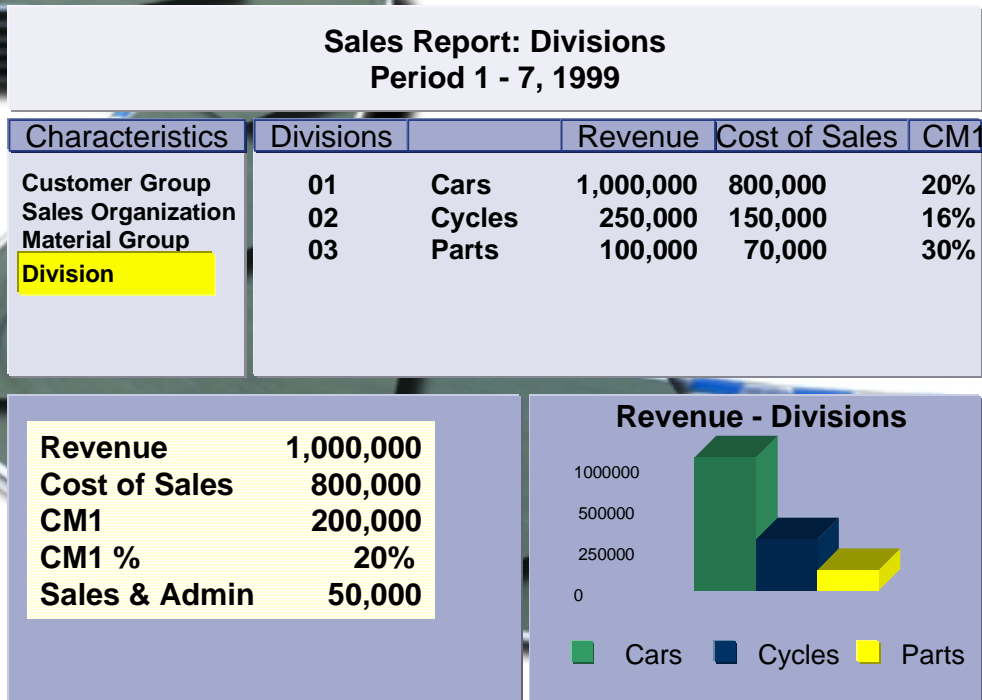 Sales Report: Divisions
Period 1 - 7, 1999
Characteristics
Customer Group
Sales Organization
Material Group
Division
Divisions Revenue Cost of Sales CM1
01 Cars 1,000,000 800,000 20%
02 Cycles 250,000 150,000 16%
03 Parts 100,000 70,000 30%
Revenue 1,000,000
Cost of Sales 800,000
CM1 200,000
CM1 % 20%
Sales & Admin 50,000
Revenue - Divisions
1000000
500000
250000
0
Cars Cycles Parts